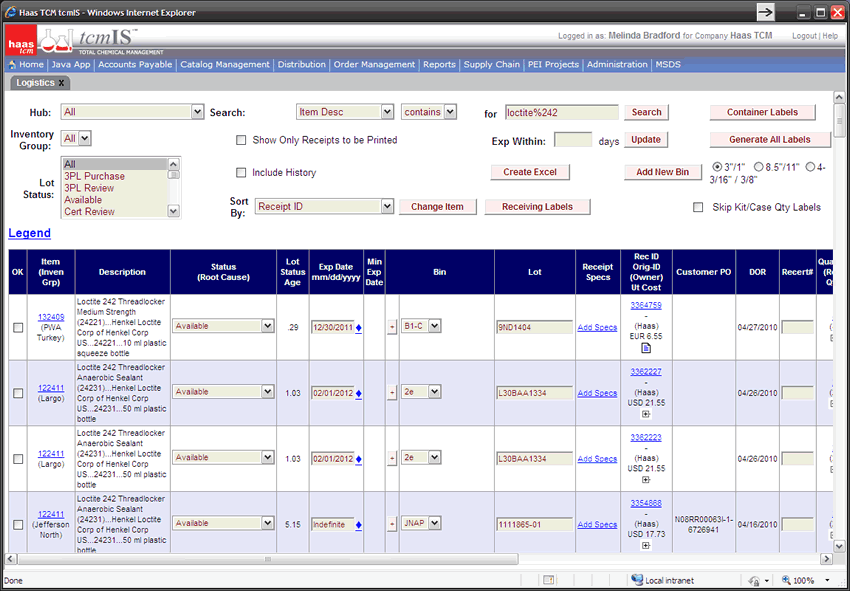 Haas TCM tcmIS - Windows Internet Explorer
haas tcm
tcmIS™
TOTAL CHEMICAL MANAGEMENT
Logged in as: Melinda Bradford for Company Haas TCM
Logout | Help
Home | Java App | Accounts Payable | Catalog Management | Distribution | Order Management | Reports | Supply Chain | PEI Projects | Administration | MSDS
Logistics X
Hub: All Search: Item Desc contains for loctite%242 Search Container Labels
Inventory Group: All Show Only Receipts to be Printed Exp Within: days Update Generate All Labels
Lot Status:
All
3PL Purchase
3PL Review
Available
Cert Review
Include History Create Excel Add New Bin 3"/1" 8.5"/11" 4-
3/16" / 3/8"
Sort By: Receipt ID Change Item Receiving Labels Skip Kit/Case Qty Labels
Legend
OK
Item (Inven Grp)
Description
Status (Root Cause)
Lot Status Age
Exp Date mm/dd/yyyy
Min Exp Date
Bin
Lot
Receipt Specs
Rec ID Orig-ID (Owner) Ut Cost
Customer PO
DOR
Recert#
132409
(PWA
Turkey)
Loctite 242 Threadlocker
Medium Strength
(24221)...Henkel Loctite
Corp of Henkel Corp
US...24221...10 ml plastic
squeeze bottle
Available
.29
12/30/2011
+
B1-C
9ND1404
Add Specs
3364759
-
(Haas)
EUR 6.55
04/27/2010
122411
(Largo)
Loctite 242 Threadlocker
Anaerobic Sealant
(24231)...Henkel Loctite
Corp of Henkel Corp
US...24231...50 ml plastic
bottle
Available
1.03
02/01/2012
+
2e
L30BAA1334
Add Specs
3362227
-
(Haas)
USD 21.55
04/26/2010
122411
(Largo)
Loctite 242 Threadlocker
Anaerobic Sealant
(24231)...Henkel Loctite
Corp of Henkel Corp
US...24231...50 ml plastic
bottle
Available
1.03
02/01/2012
+
2e
L30BAA1334
Add Specs
3362223
-
(Haas)
USD 21.55
04/26/2010
122411
(Jefferson
North)
Loctite 242 Threadlocker
Anaerobic Sealant
(24231)...Henkel Loctite
Corp of Henkel Corp
US...24231...50 ml plastic
bottle
Available
5.15
Indefinite
+
JNAP
1111865-01
Add Specs
3354868
-
(Haas)
USD 17.73
N08RR00063I-1-
6726941
04/16/2010
Done
Local intranet
100%